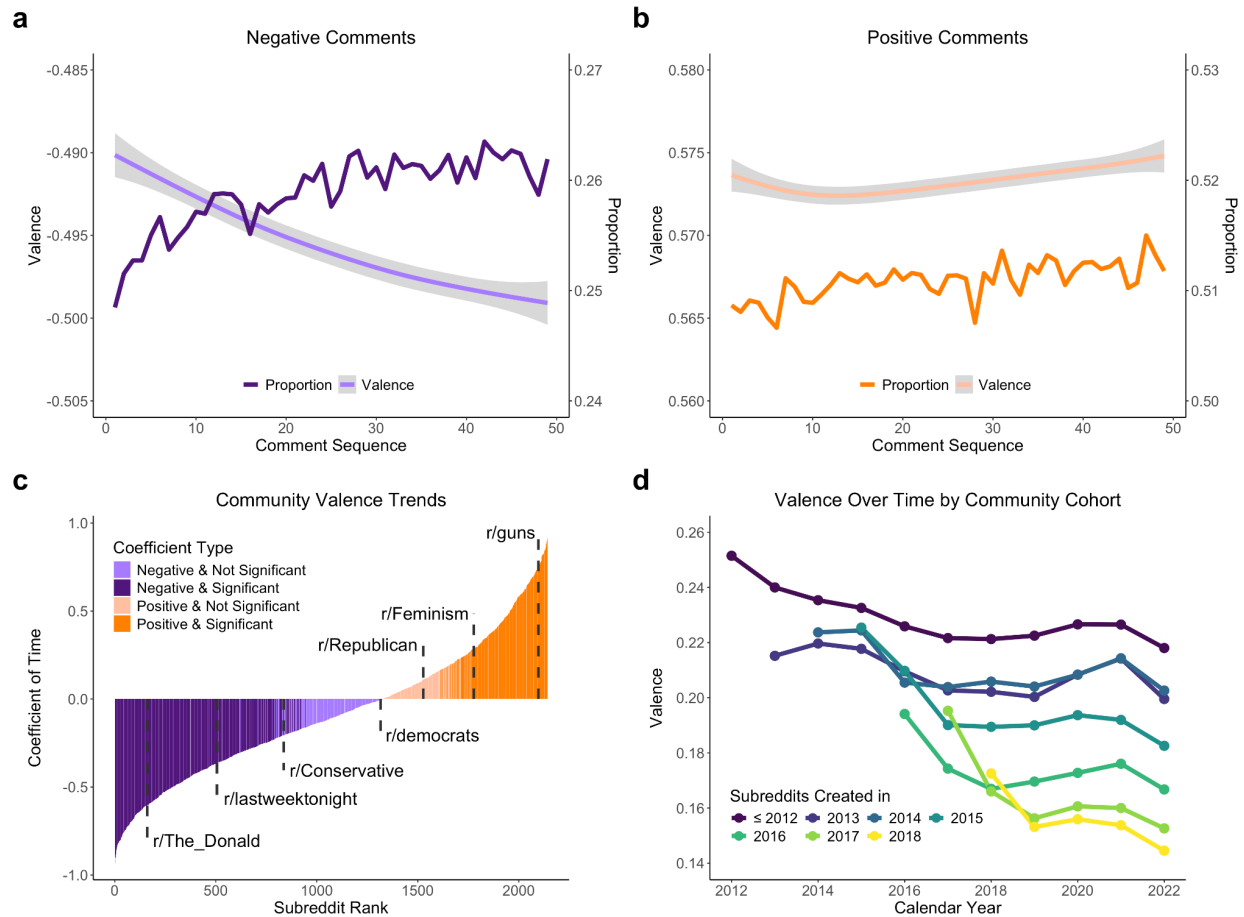 a
Negative Comments
-0.485
-0.490
-0.495
-0.500
-0.505
Valence
0.27
0.26
0.25
0.24
Proportion
Proportion
Valence
0
10
20
30
40
50
Comment Sequence
b
Positive Comments
0.580
0.575
0.570
0.565
0.560
Valence
0.53
0.52
0.51
0.50
Proportion
Proportion
Valence
0
10
20
30
40
50
Comment Sequence
c
Community Valence Trends
1.0
0.5
0.0
-0.5
-1.0
Coefficient of Time
Coefficient Type
Negative & Not Significant
Negative & Significant
Positive & Not Significant
Positive & Significant
r/guns
r/Feminism
r/Republican
r/democrats
r/Conservative
r/lastweektonight
r/The_Donald
0
500
1000
1500
2000
Subreddit Rank
d
Valence Over Time by Community Cohort
0.26
0.24
0.22
0.20
0.18
0.16
0.14
Valence
Subreddits Created in
≤ 2012
2013
2014
2015
2016
2017
2018
2012
2014
2016
2018
2020
2022
Calendar Year